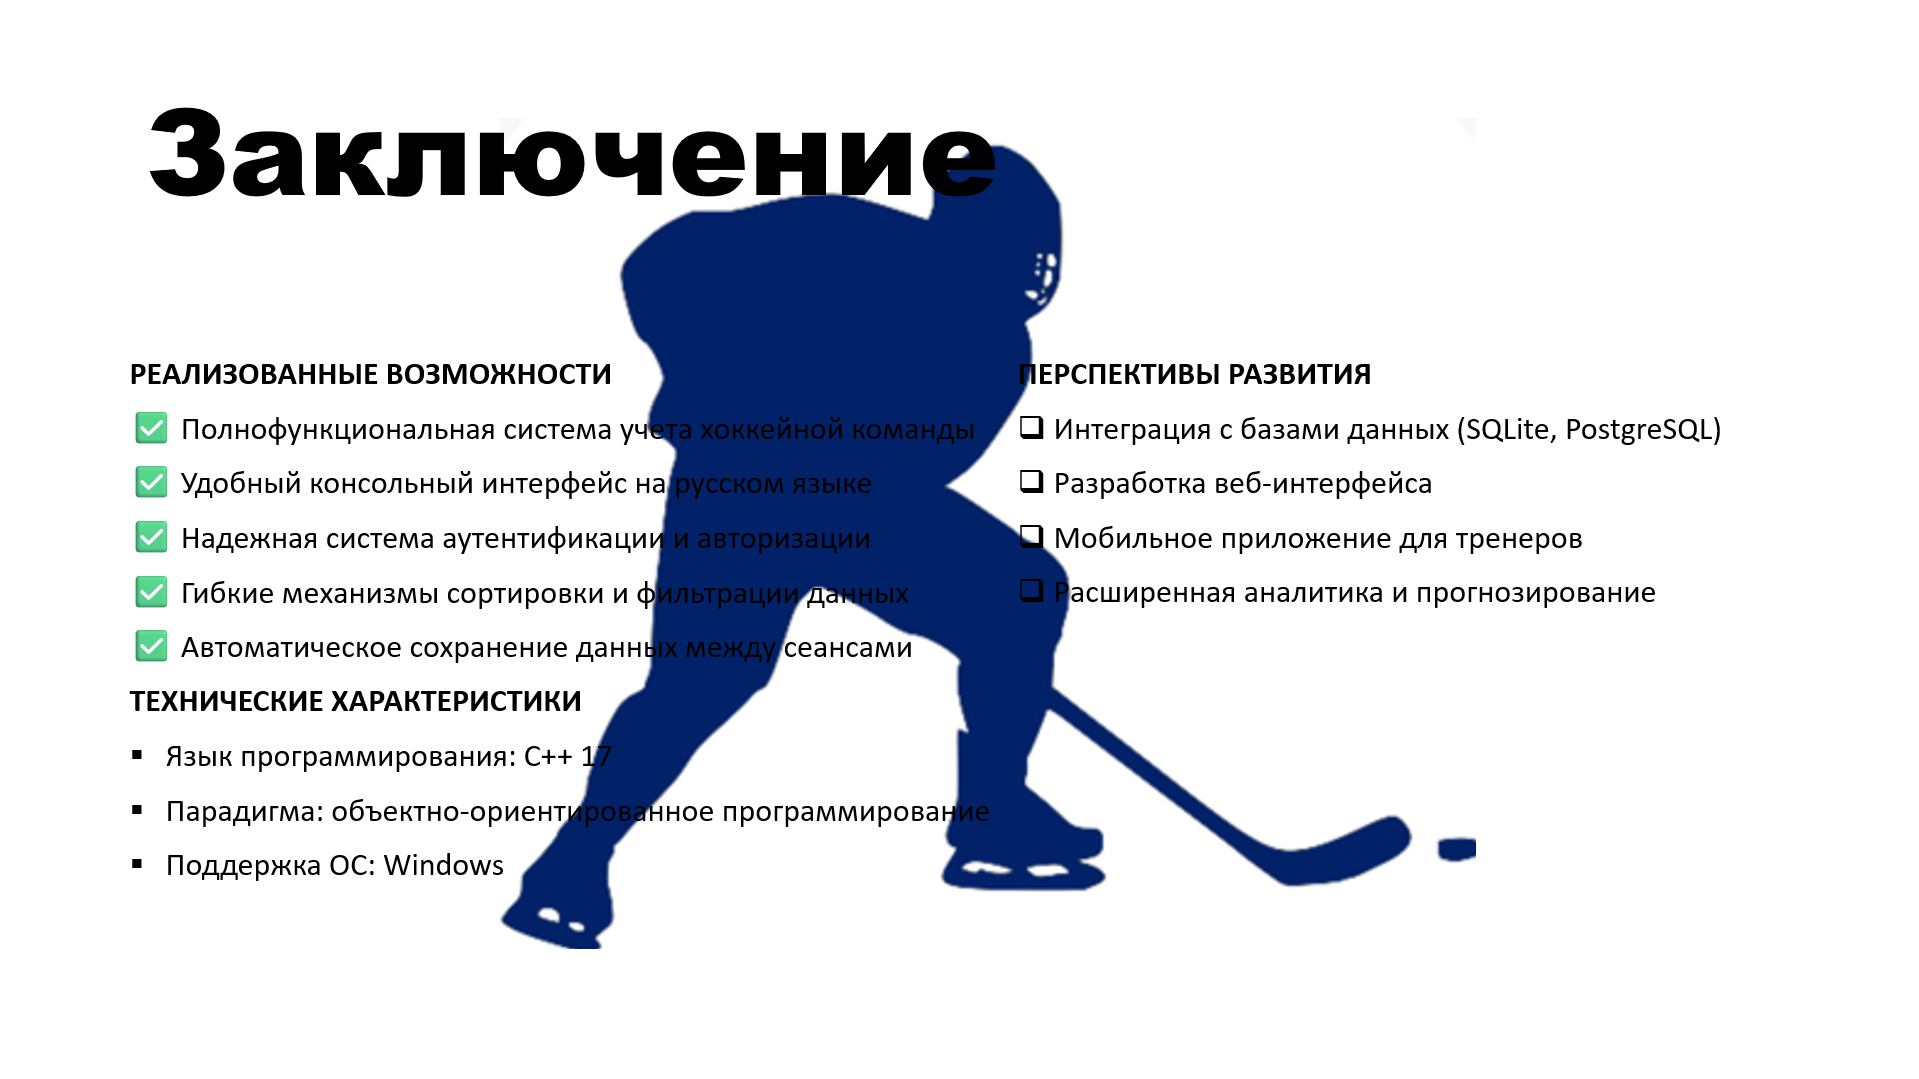 Заключение
РЕАЛИЗОВАННЫЕ ВОЗМОЖНОСТИ
Полнофункциональная система учета хоккейной команды
Удобный консольный интерфейс на русском языке
Надежная система аутентификации и авторизации
Гибкие механизмы сортировки и фильтрации данных
Автоматическое сохранение данных между сеансами
ТЕХНИЧЕСКИЕ ХАРАКТЕРИСТИКИ
Язык программирования: C++ 17
Парадигма: объектно-ориентированное программирование
Поддержка ОС: Windows
ПЕРСПЕКТИВЫ РАЗВИТИЯ
Интеграция с базами данных (SQLite, PostgreSQL)
Разработка веб-интерфейса
Мобильное приложение для тренеров
Расширенная аналитика и прогнозирование